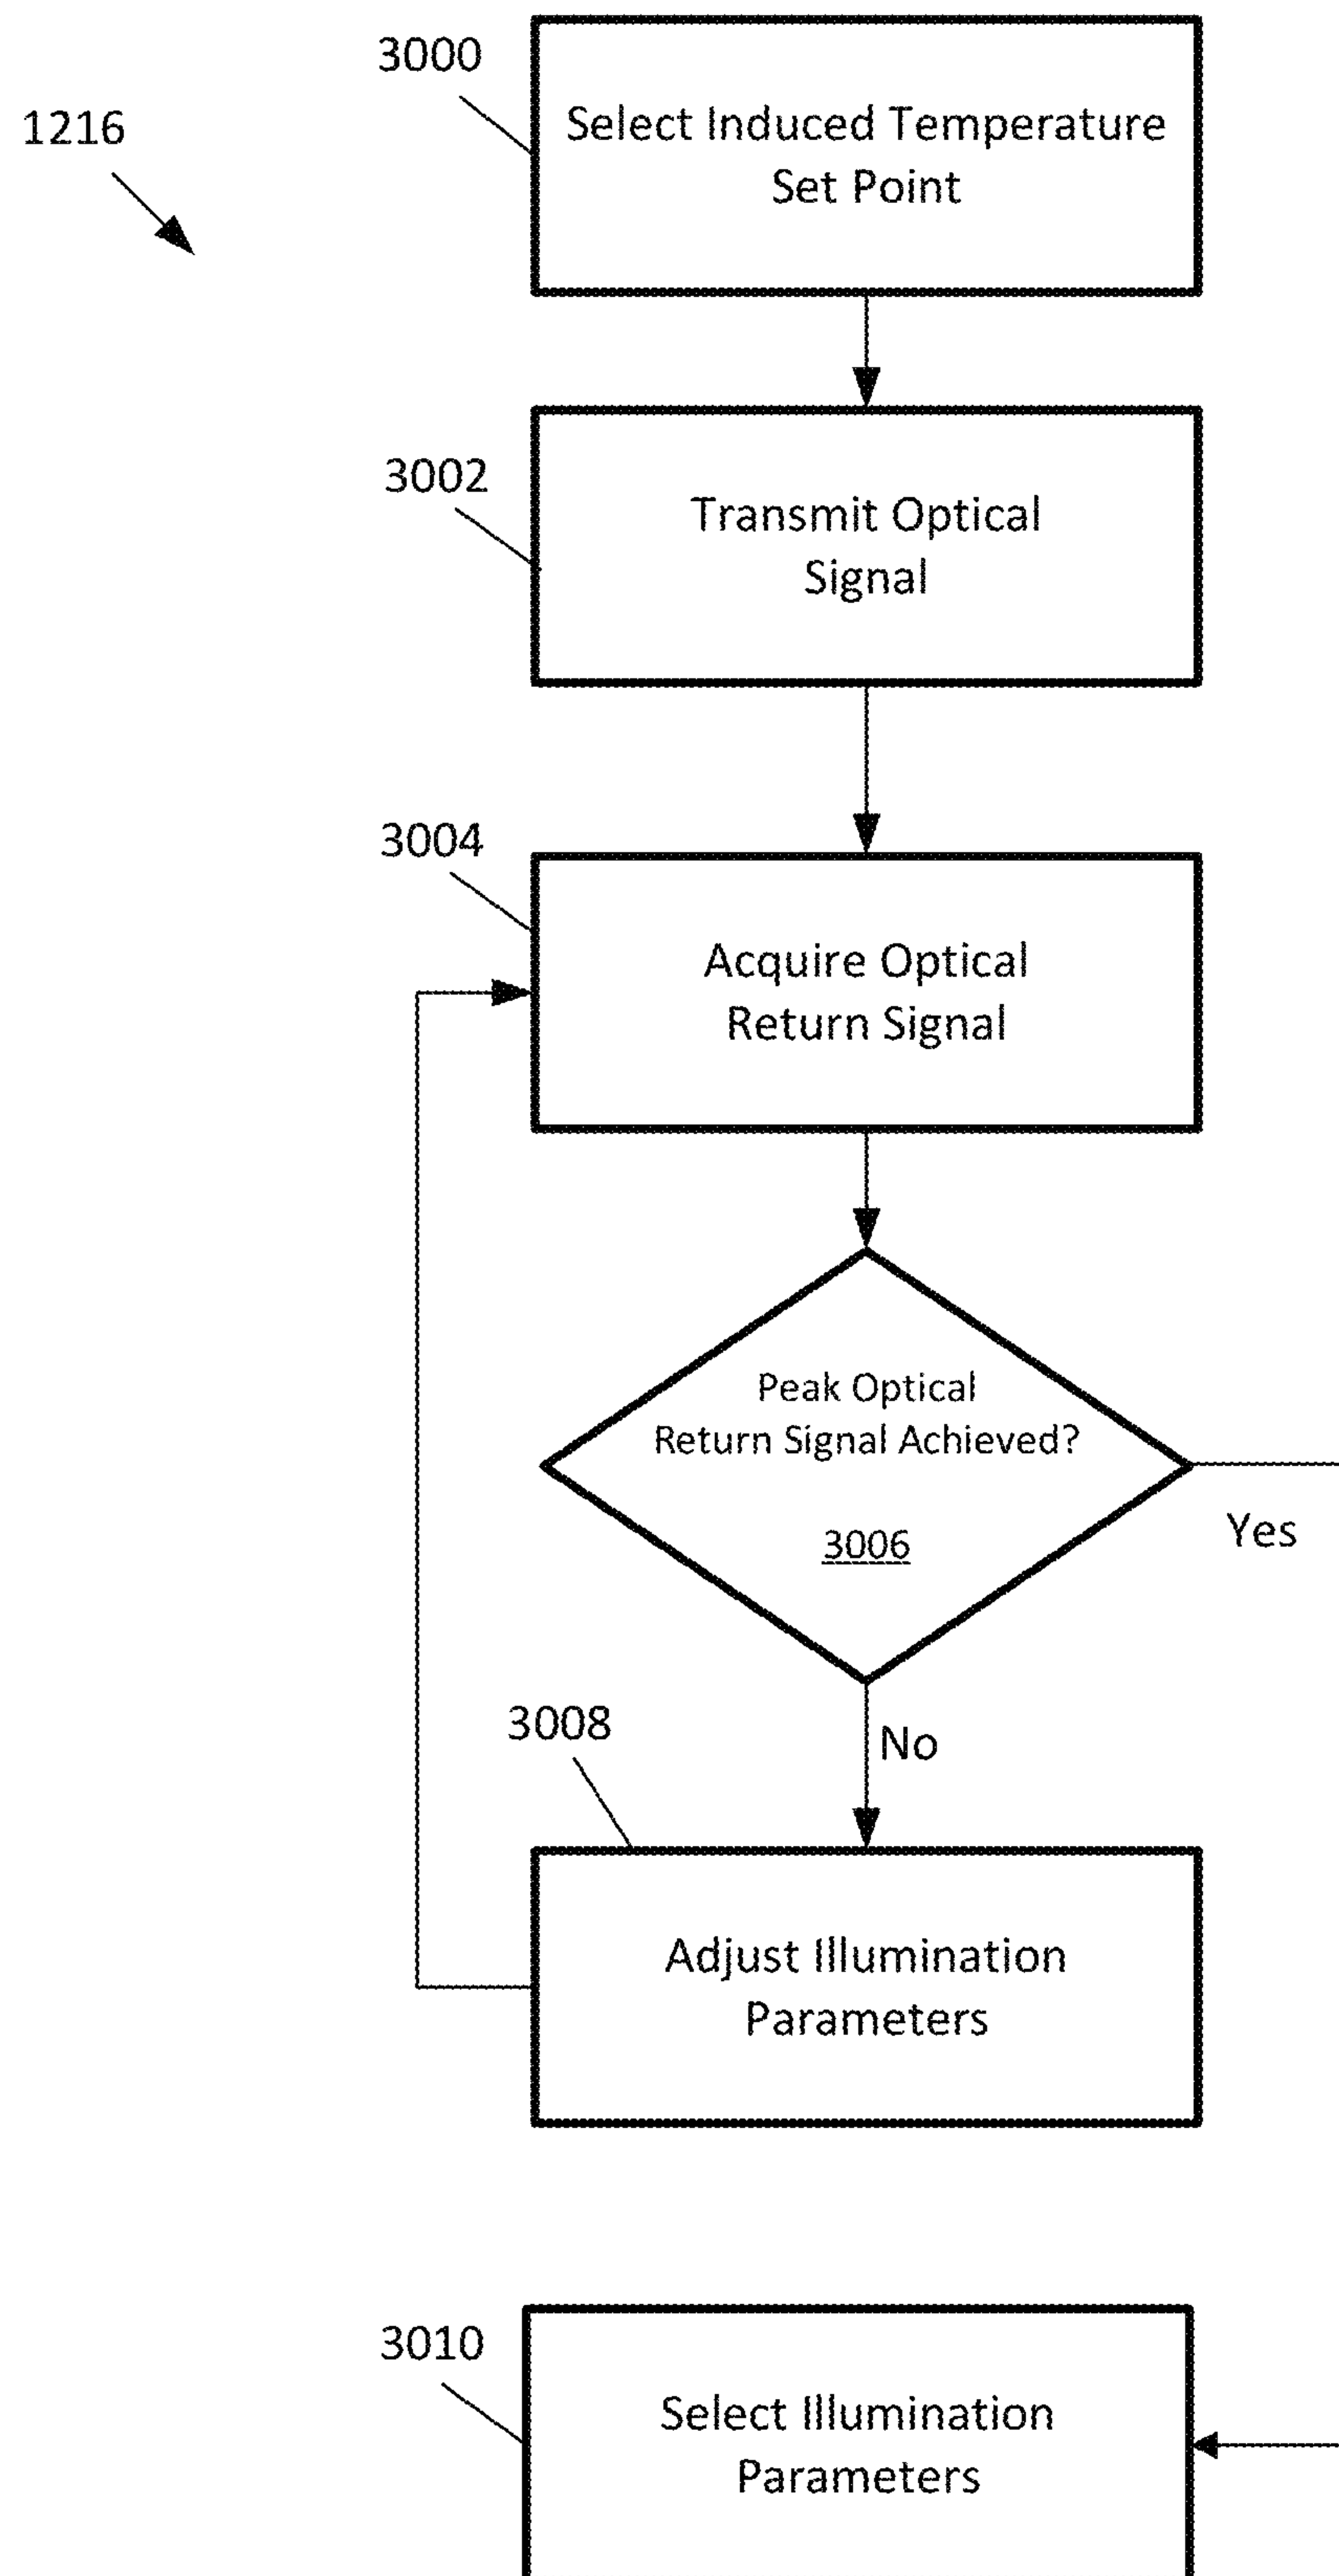 3000
1216
Select Induced Temperature
Set Point
3002
Transmit Optical
Signal
3004
Acquire Optical
Return Signal
Peak Optical
Return Signal Achieved?
3006
Yes
3008
No
Adjust Illumination
Parameters
3010
Select Illumination
Parameters